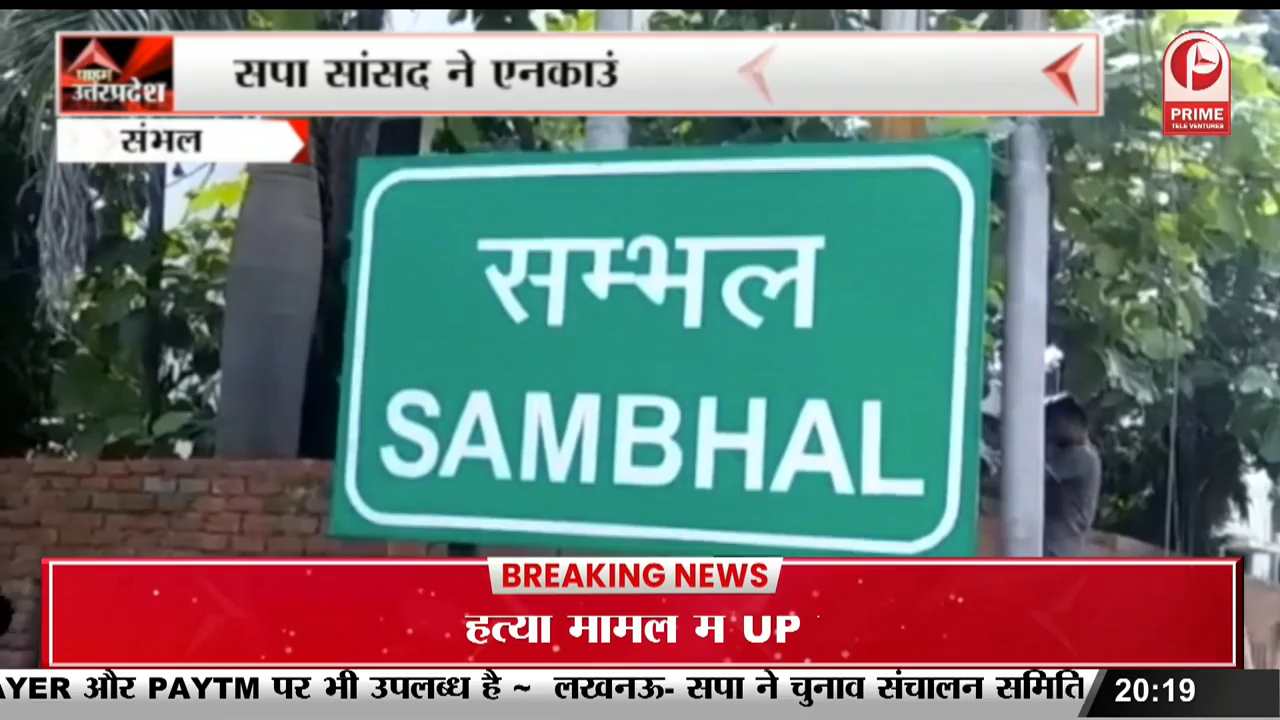 सपा सांसद ने एनकाउं
प्राइम
उत्तरप्रदेश
PRIME
TELE VENTURES
संभल
सम्भल
SAMBHAL
BREAKING NEWS
हत्या मामल म UP
AYER और PAYTM पर भी उपलब्ध है ~ लखनऊ- सपा ने चुनाव संचालन समिति
20:19